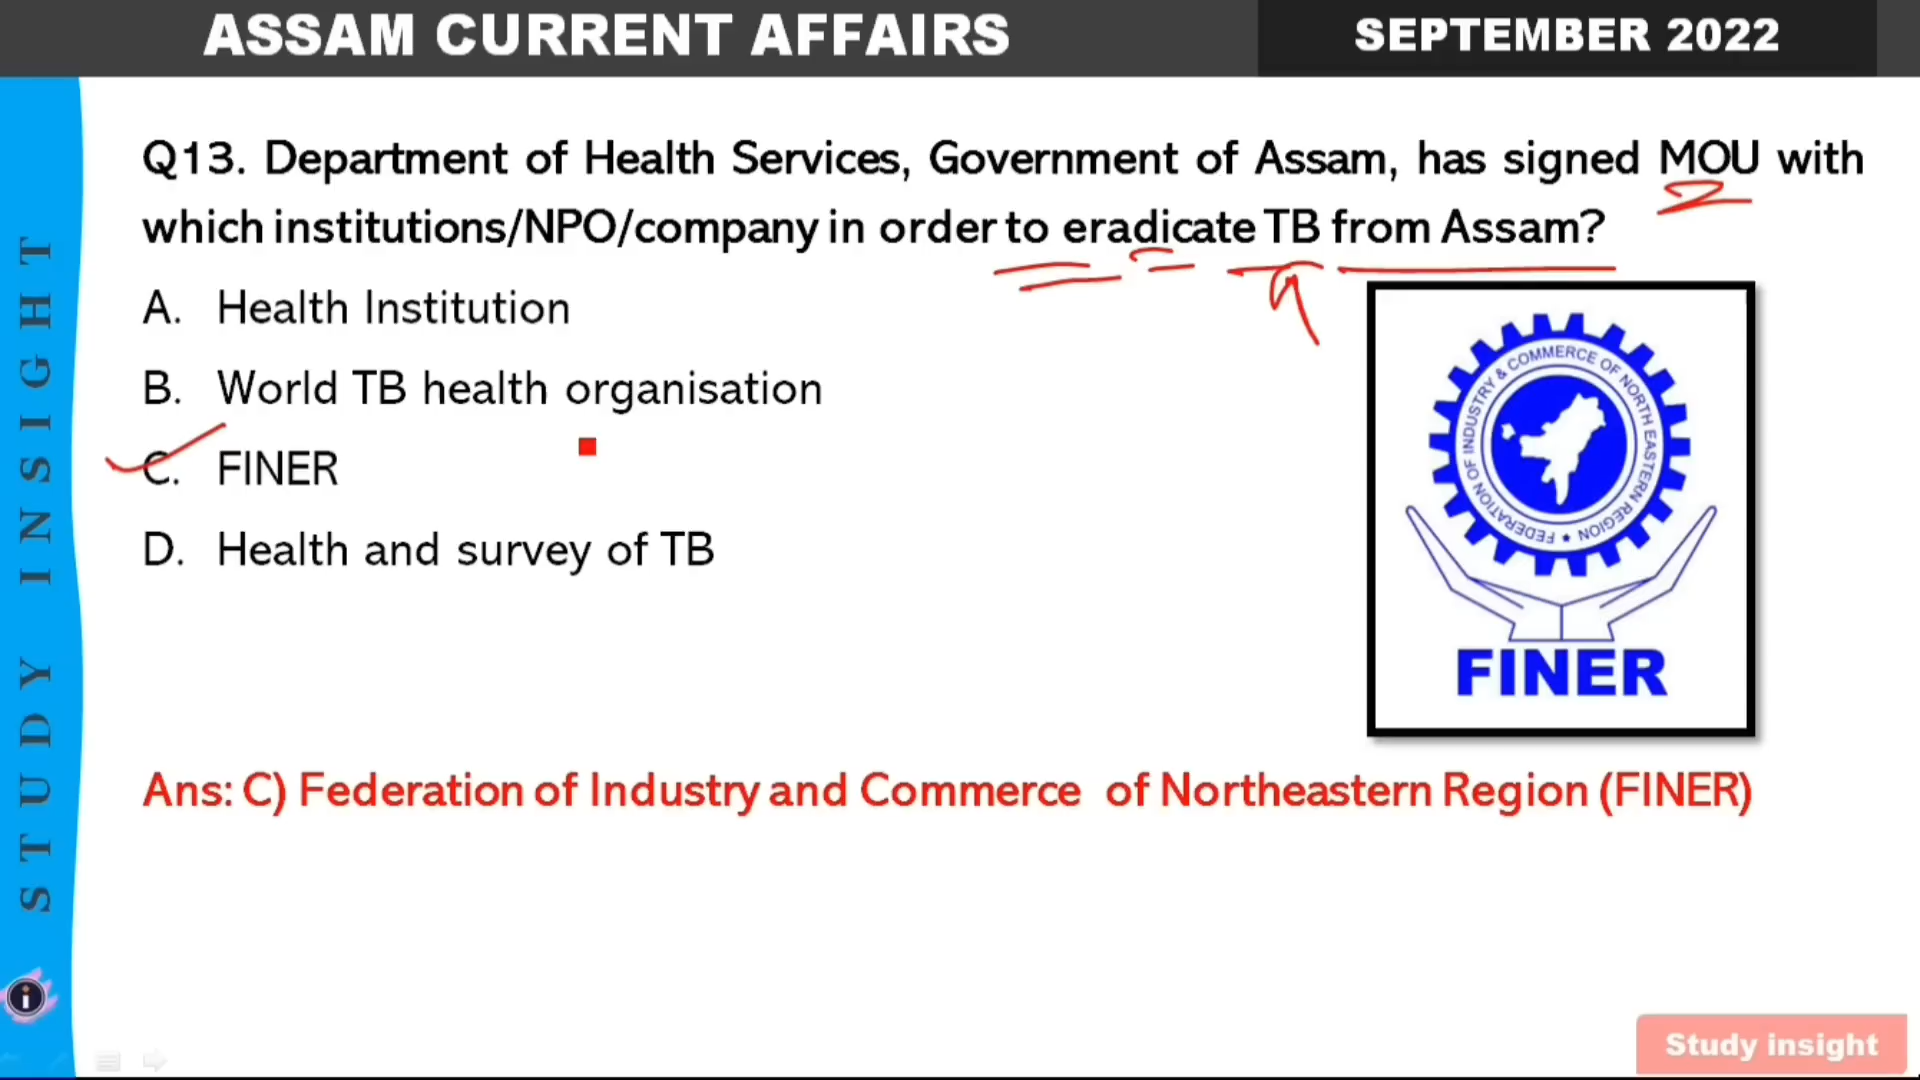 ASSAM CURRENT AFFAIRS
SEPTEMBER 2022
STUDY INSIGHT
Q13. Department of Health Services, Government of Assam, has signed MOU with
which institutions/NPO/company in order to eradicate TB from Assam?
A. Health Institution
B. World TB health organisation
C. FINER
D. Health and survey of TB
FEDERATION OF INDUSTRY & COMMERCE OF NORTH EASTERN REGION
FINER
Ans: C) Federation of Industry and Commerce of Northeastern Region (FINER)
i
Study insight